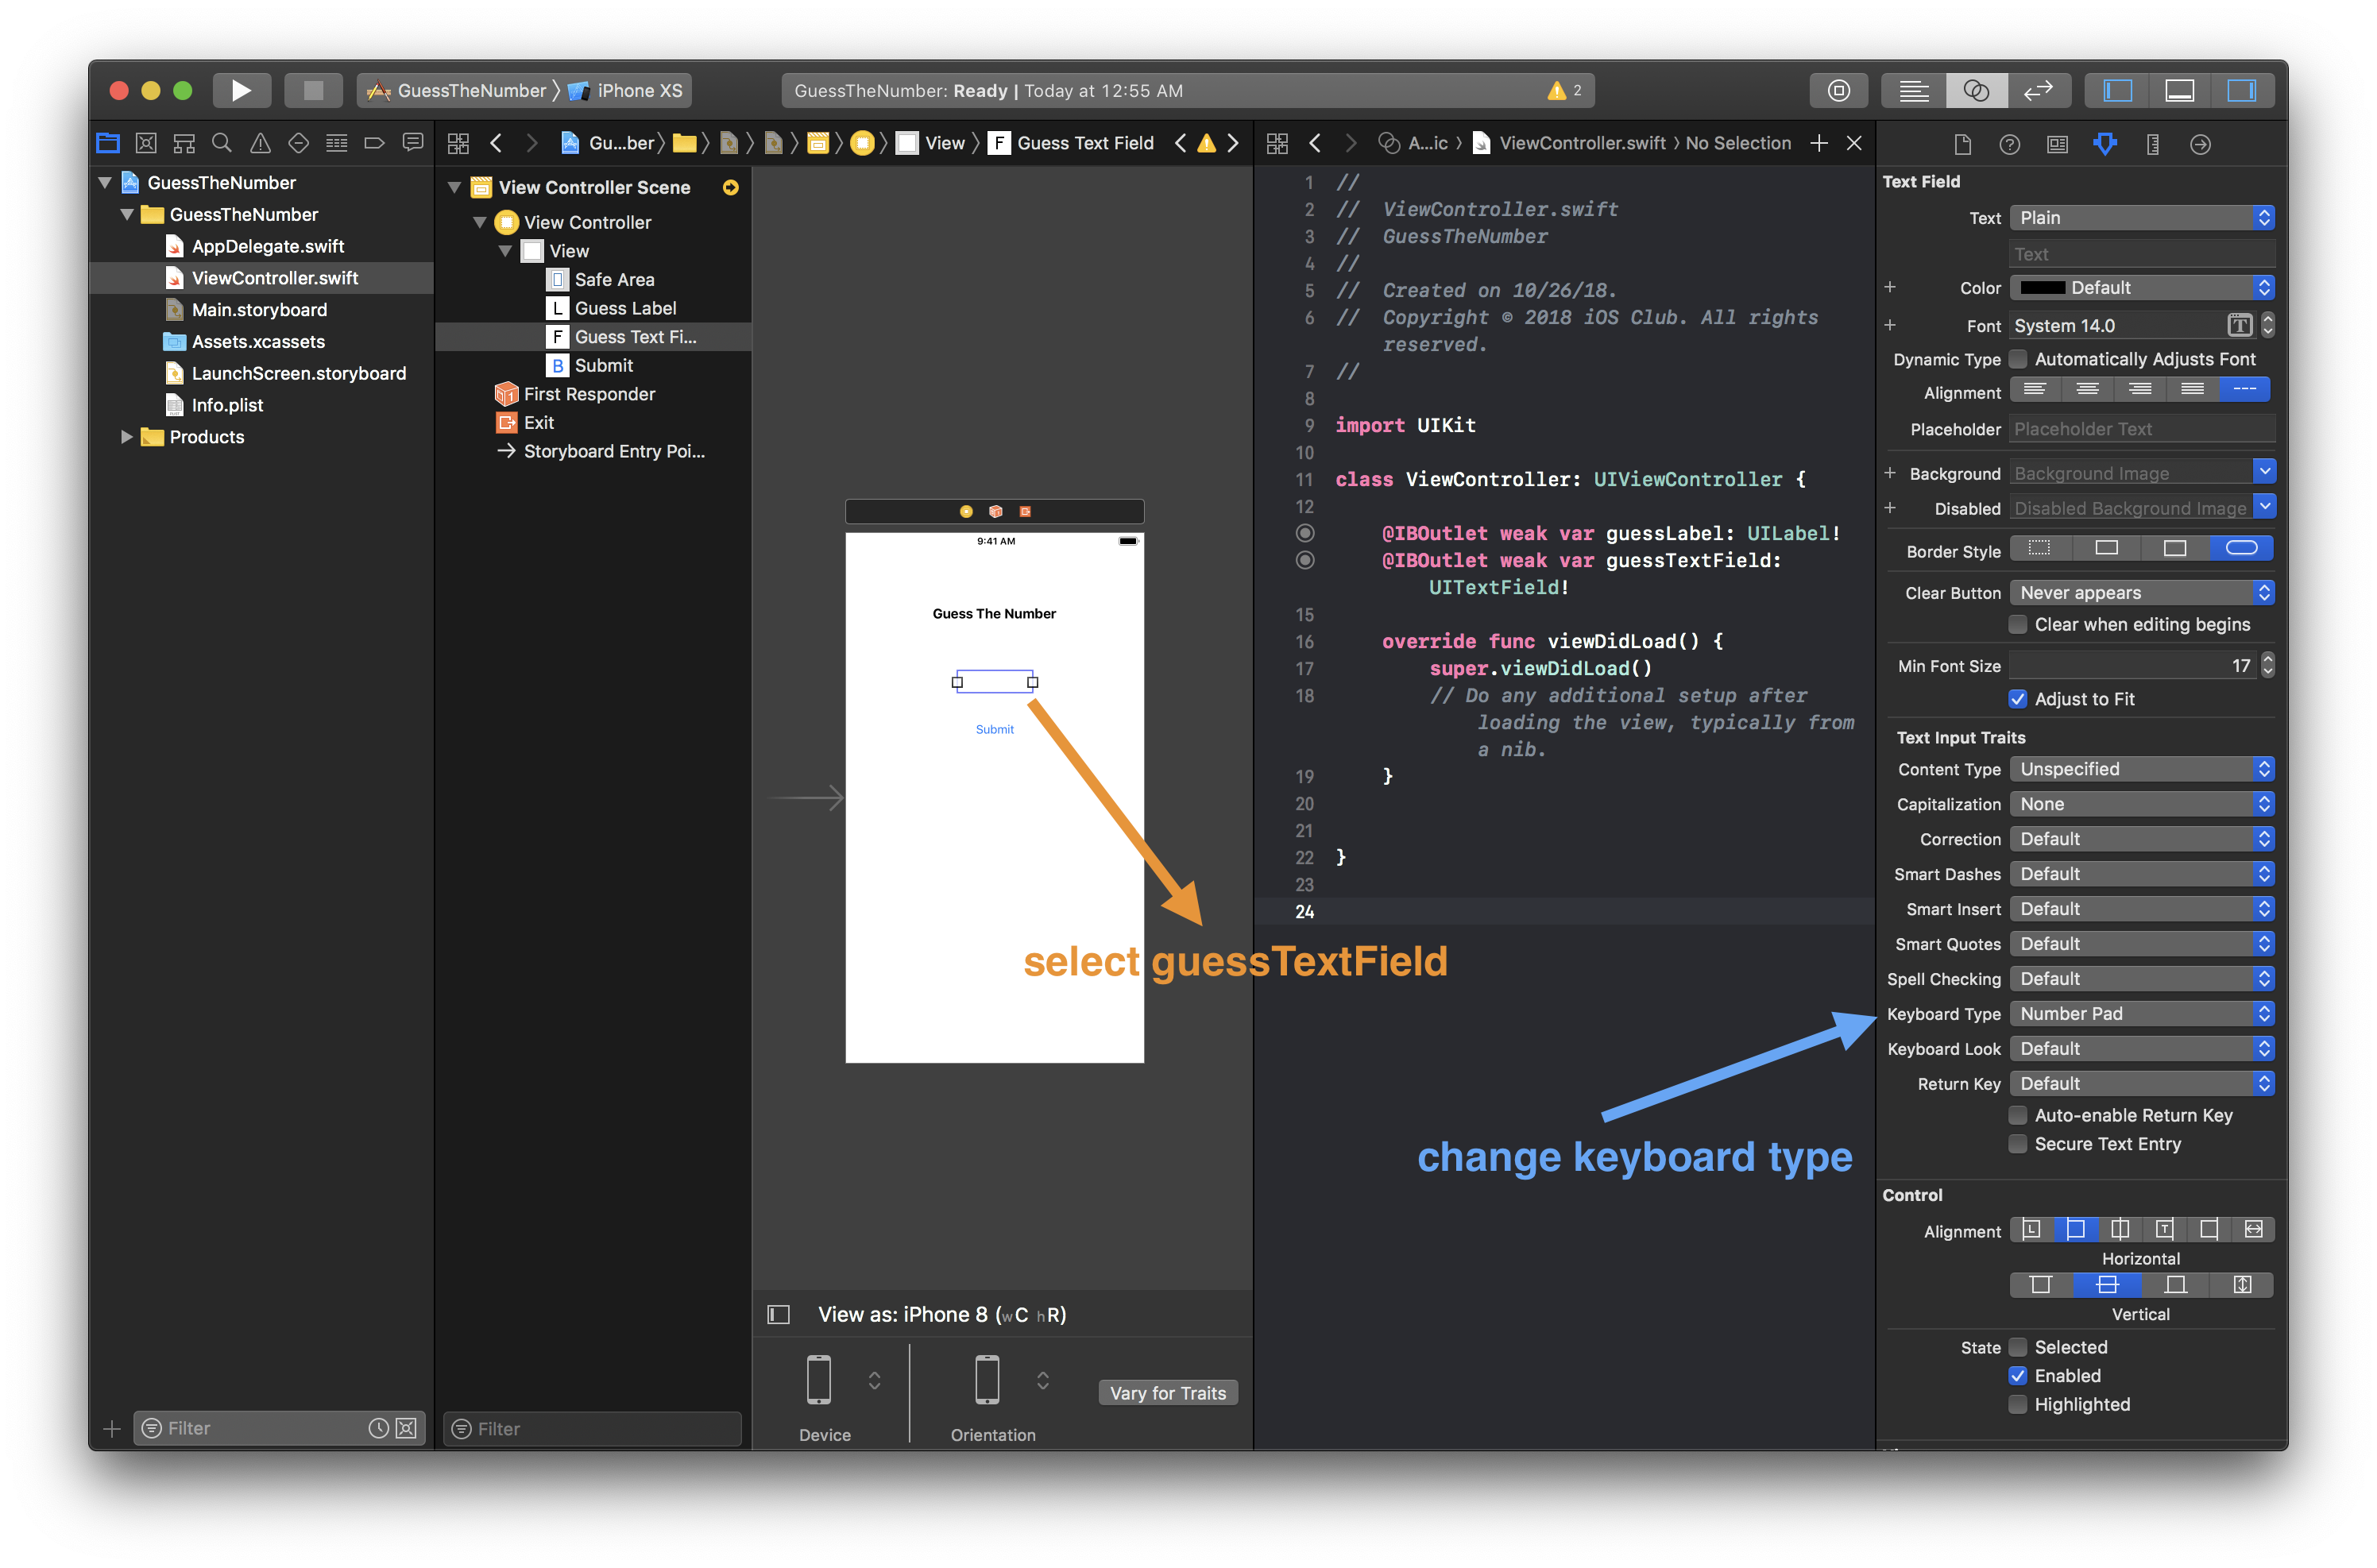 GuessTheNumber iPhone XS
GuessTheNumber: Ready | Today at 12:55 AM
2
Gu...ber View F Guess Text Field
A...ic ViewController.swift No Selection
GuessTheNumber
GuessTheNumber
AppDelegate.swift
ViewController.swift
Main.storyboard
Assets.xcassets
LaunchScreen.storyboard
Info.plist
Products
Filter
View Controller Scene
View Controller
View
Safe Area
L Guess Label
F Guess Text Fi...
B Submit
First Responder
Exit
Storyboard Entry Poi...
Filter
9:41 AM
Guess The Number
Submit
select guessTextField
View as: iPhone 8 (wC hR)
Device
Orientation
Vary for Traits
1 //
2 //  ViewController.swift
3 //  GuessTheNumber
4 //
5 //  Created on 10/26/18.
6 //  Copyright © 2018 iOS Club. All rights
reserved.
7 //
8
9 import UIKit
10
11 class ViewController: UIViewController {
12
@IBOutlet weak var guessLabel: UILabel!
@IBOutlet weak var guessTextField:
UITextField!
15
16 override func viewDidLoad() {
17 super.viewDidLoad()
18 // Do any additional setup after
loading the view, typically from
a nib.
19 }
20
21
22 }
23
24
change keyboard type
Text Field
Text Plain
Text
+ Color Default
+ Font System 14.0 T
Dynamic Type Automatically Adjusts Font
Alignment
Placeholder Placeholder Text
+ Background Background Image
+ Disabled Disabled Background Image
Border Style
Clear Button Never appears
Clear when editing begins
Min Font Size 17
Adjust to Fit
Text Input Traits
Content Type Unspecified
Capitalization None
Correction Default
Smart Dashes Default
Smart Insert Default
Smart Quotes Default
Spell Checking Default
Keyboard Type Number Pad
Keyboard Look Default
Return Key Default
Auto-enable Return Key
Secure Text Entry
Control
Alignment
Horizontal
Vertical
State Selected
Enabled
Highlighted